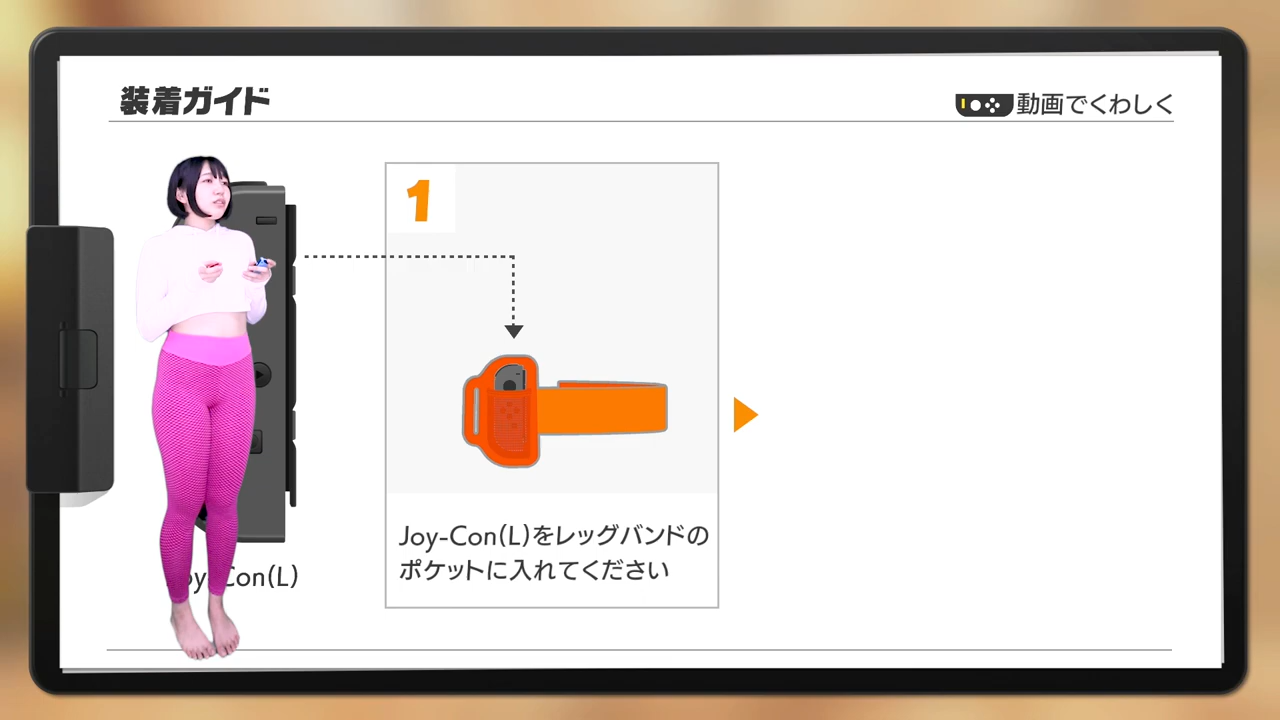 装着ガイド
動画でくわしく
1
Joy-Con(L)をレッグバンドの
ポケットに入れてください
oy-Con(L)